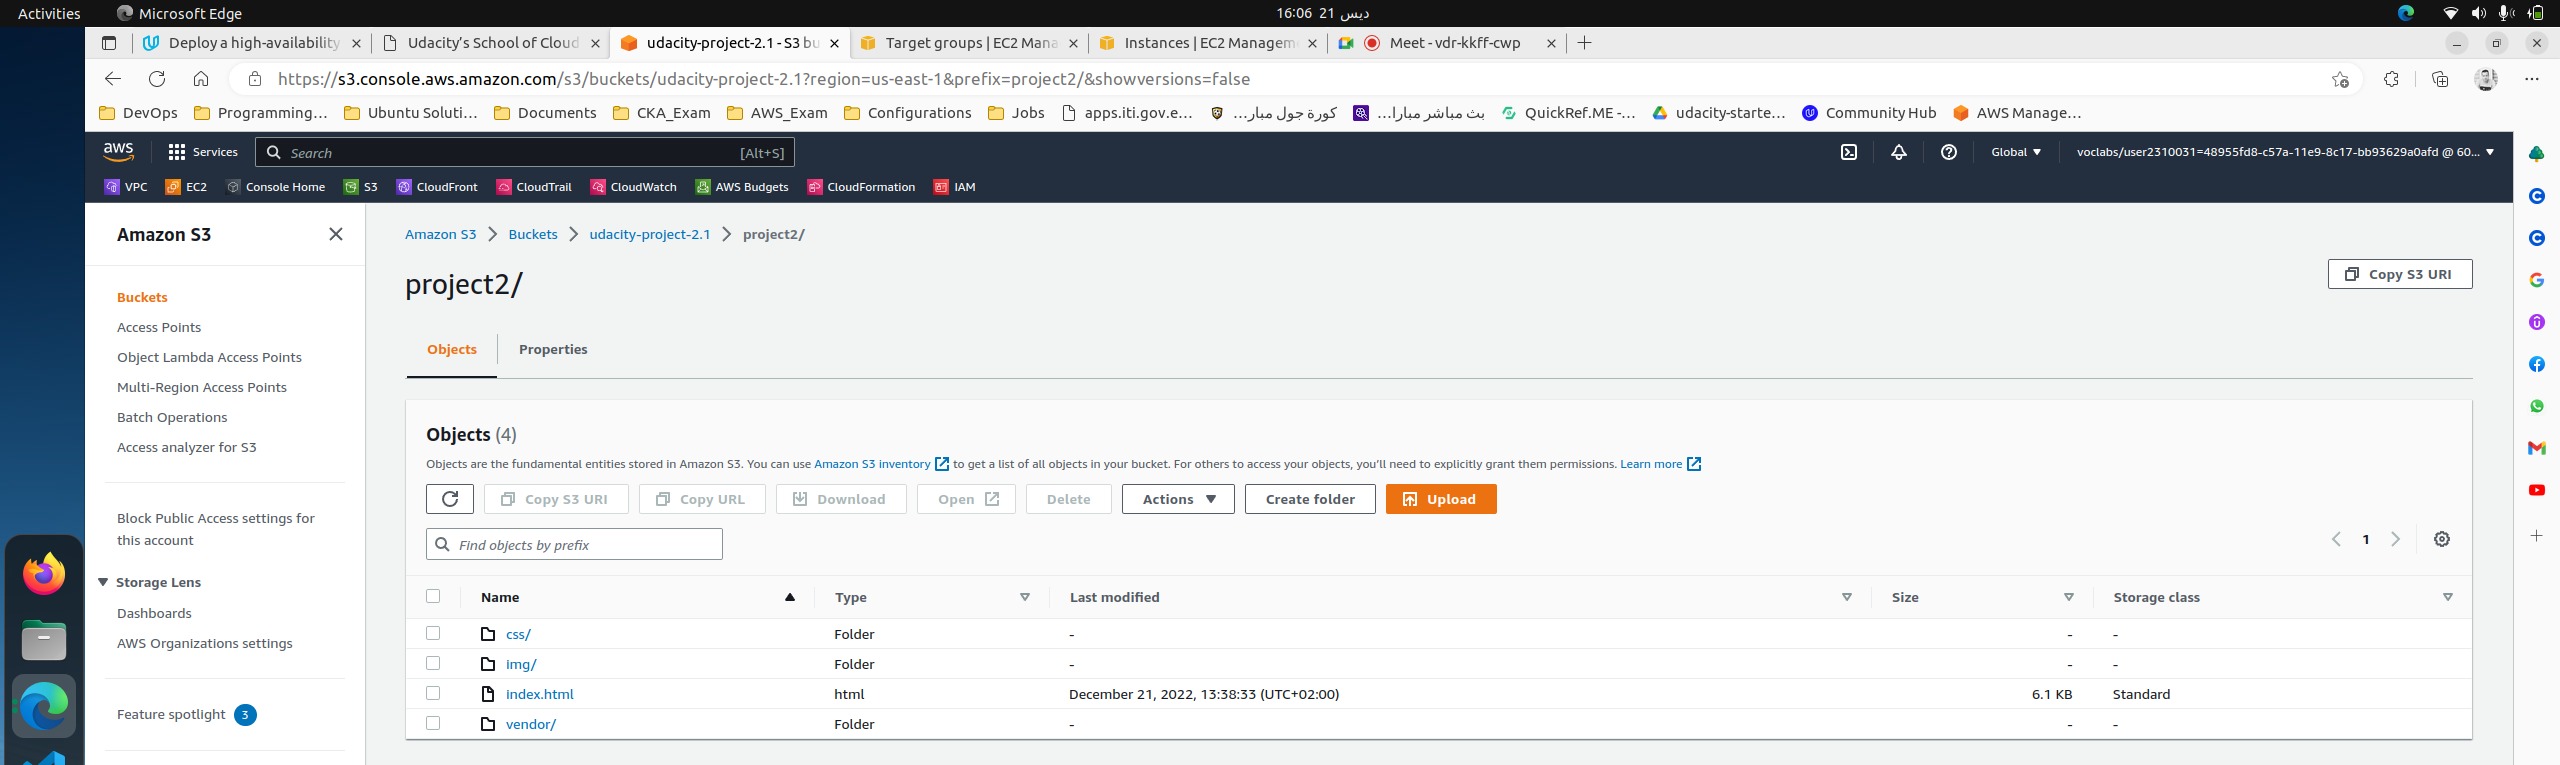 Activities
Microsoft Edge
16:06 21 ديس
Deploy a high-availability
Udacity’s School of Cloud
udacity-project-2.1 - S3 bu
Target groups | EC2 Mana
Instances | EC2 Managem
Meet - vdr-kkff-cwp
https://s3.console.aws.amazon.com/s3/buckets/udacity-project-2.1?region=us-east-1&prefix=project2/&showversions=false
DevOps
Programming…
Ubuntu Soluti…
Documents
CKA_Exam
AWS_Exam
Configurations
Jobs
apps.iti.gov.e…
كورة جول مبار…
بث مباشر مبارا…
QuickRef.ME -…
udacity-starte…
Community Hub
AWS Manage…
aws
Services
Search
[Alt+S]
Global
voclabs/user2310031=48955fd8-c57a-11e9-8c17-bb93629a0afd @ 60…
VPC
EC2
Console Home
S3
CloudFront
CloudTrail
CloudWatch
AWS Budgets
CloudFormation
IAM
Amazon S3
Buckets
Access Points
Object Lambda Access Points
Multi-Region Access Points
Batch Operations
Access analyzer for S3
Block Public Access settings for
this account
Storage Lens
Dashboards
AWS Organizations settings
Feature spotlight 3
Amazon S3 > Buckets > udacity-project-2.1 > project2/
project2/
Copy S3 URI
Objects
Properties
Objects (4)
Objects are the fundamental entities stored in Amazon S3. You can use Amazon S3 inventory to get a list of all objects in your bucket. For others to access your objects, you’ll need to explicitly grant them permissions. Learn more
Copy S3 URI
Copy URL
Download
Open
Delete
Actions
Create folder
Upload
Find objects by prefix
1
Name Type Last modified Size Storage class
css/ Folder - - -
img/ Folder - - -
index.html html December 21, 2022, 13:38:33 (UTC+02:00) 6.1 KB Standard
vendor/ Folder - - -